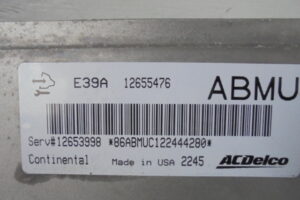 E39A 12655476 ABMU
Serv#12653998 *86ABMUC122444280*
Continental Made in USA 2245 ACDelco